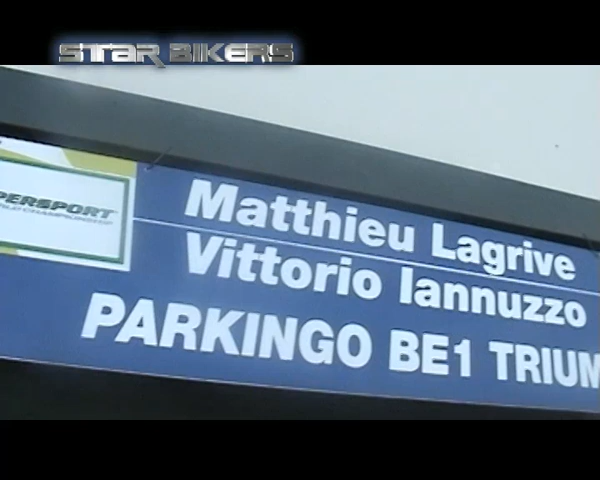 STAR BIKERS
PERSPORT
Matthieu Lagrive
Vittorio Iannuzzo
PARKINGO BE1 TRIUM